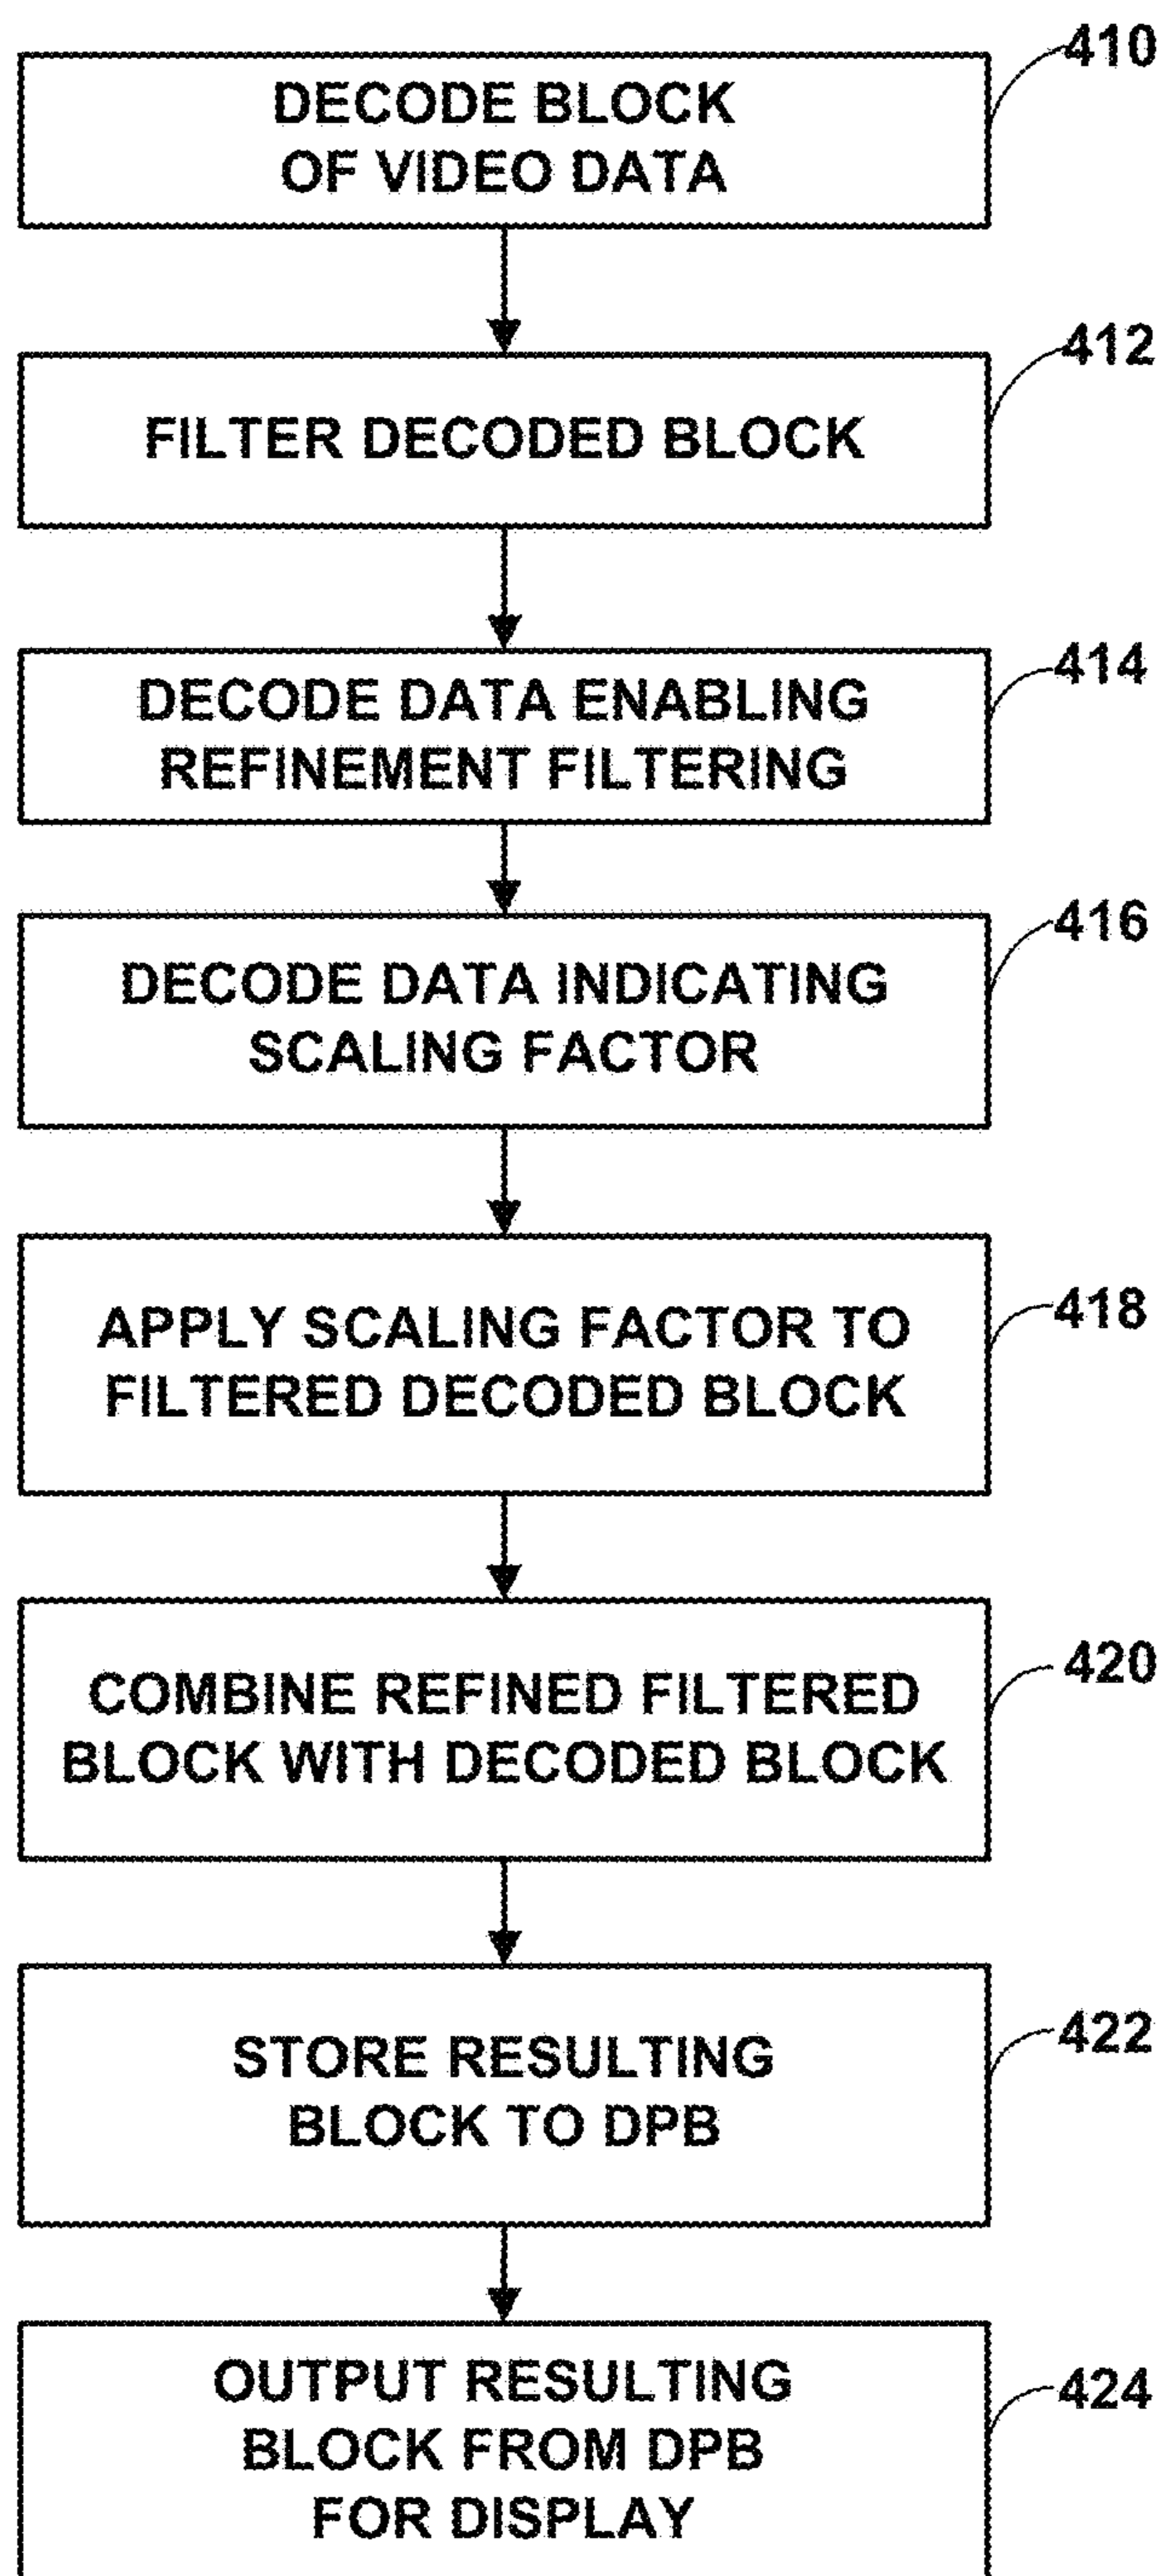 410
DECODE BLOCK
OF VIDEO DATA
412
FILTER DECODED BLOCK
414
DECODE DATA ENABLING
REFINEMENT FILTERING
416
DECODE DATA INDICATING
SCALING FACTOR
418
APPLY SCALING FACTOR TO
FILTERED DECODED BLOCK
420
COMBINE REFINED FILTERED
BLOCK WITH DECODED BLOCK
422
STORE RESULTING
BLOCK TO DPB
424
OUTPUT RESULTING
BLOCK FROM DPB
FOR DISPLAY